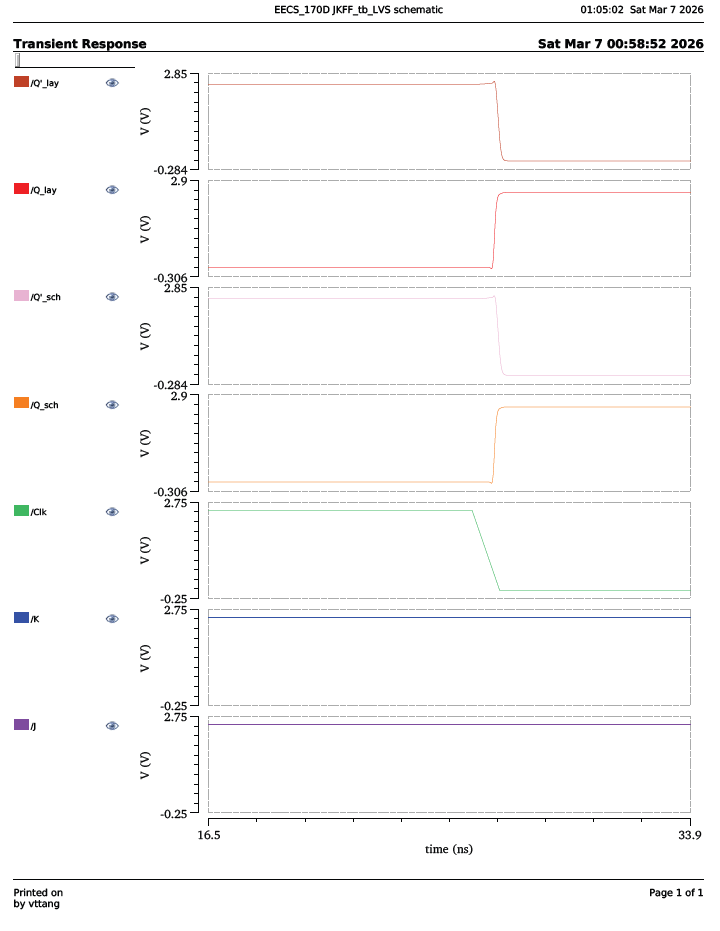 EECS_170D JKFF_tb_LVS schematic 01:05:02 Sat Mar 7 2026
Transient Response Sat Mar 7 00:58:52 2026
/Q'_lay
2.85
V (V)
-0.284
/Q_lay
2.9
V (V)
-0.306
/Q'_sch
2.85
V (V)
-0.284
/Q_sch
2.9
V (V)
-0.306
/Clk
2.75
V (V)
-0.25
/K
2.75
V (V)
-0.25
/J
2.75
V (V)
-0.25
16.5 33.9
time (ns)
Printed on
by vttang
Page 1 of 1